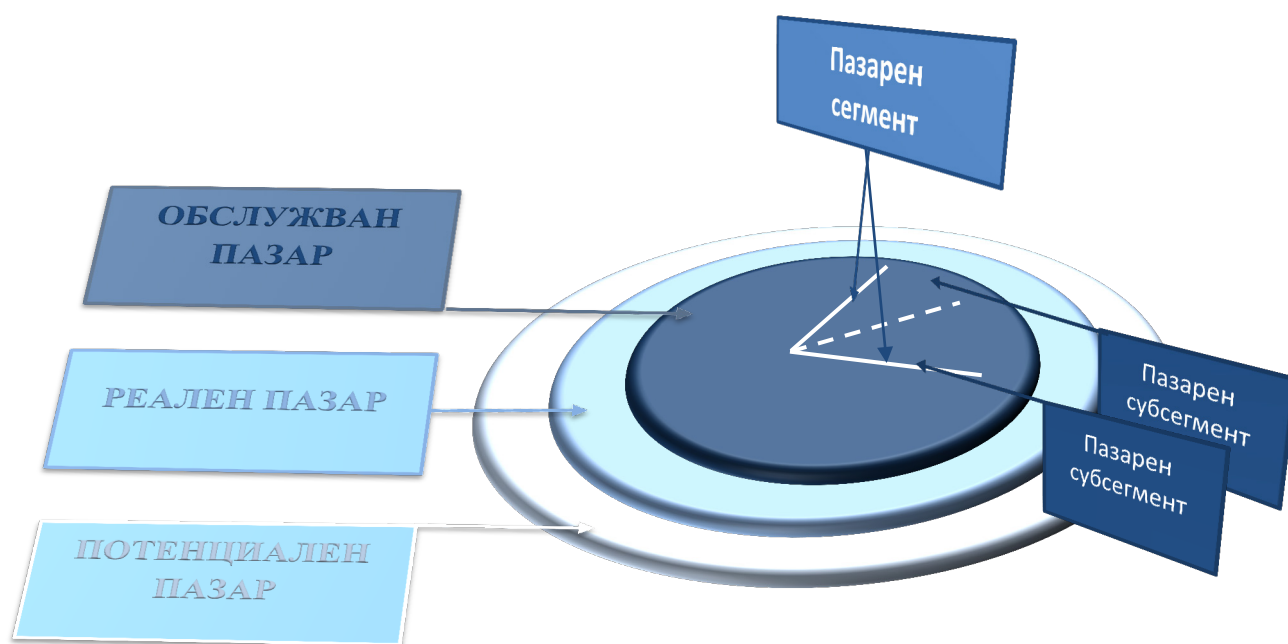 Пазарен
сегмент
ОБСЛУЖВАН
ПАЗАР
РЕАЛЕН ПАЗАР
ПОТЕНЦИАЛЕН
ПАЗАР
Пазарен
субсегмент
Пазарен
субсегмент